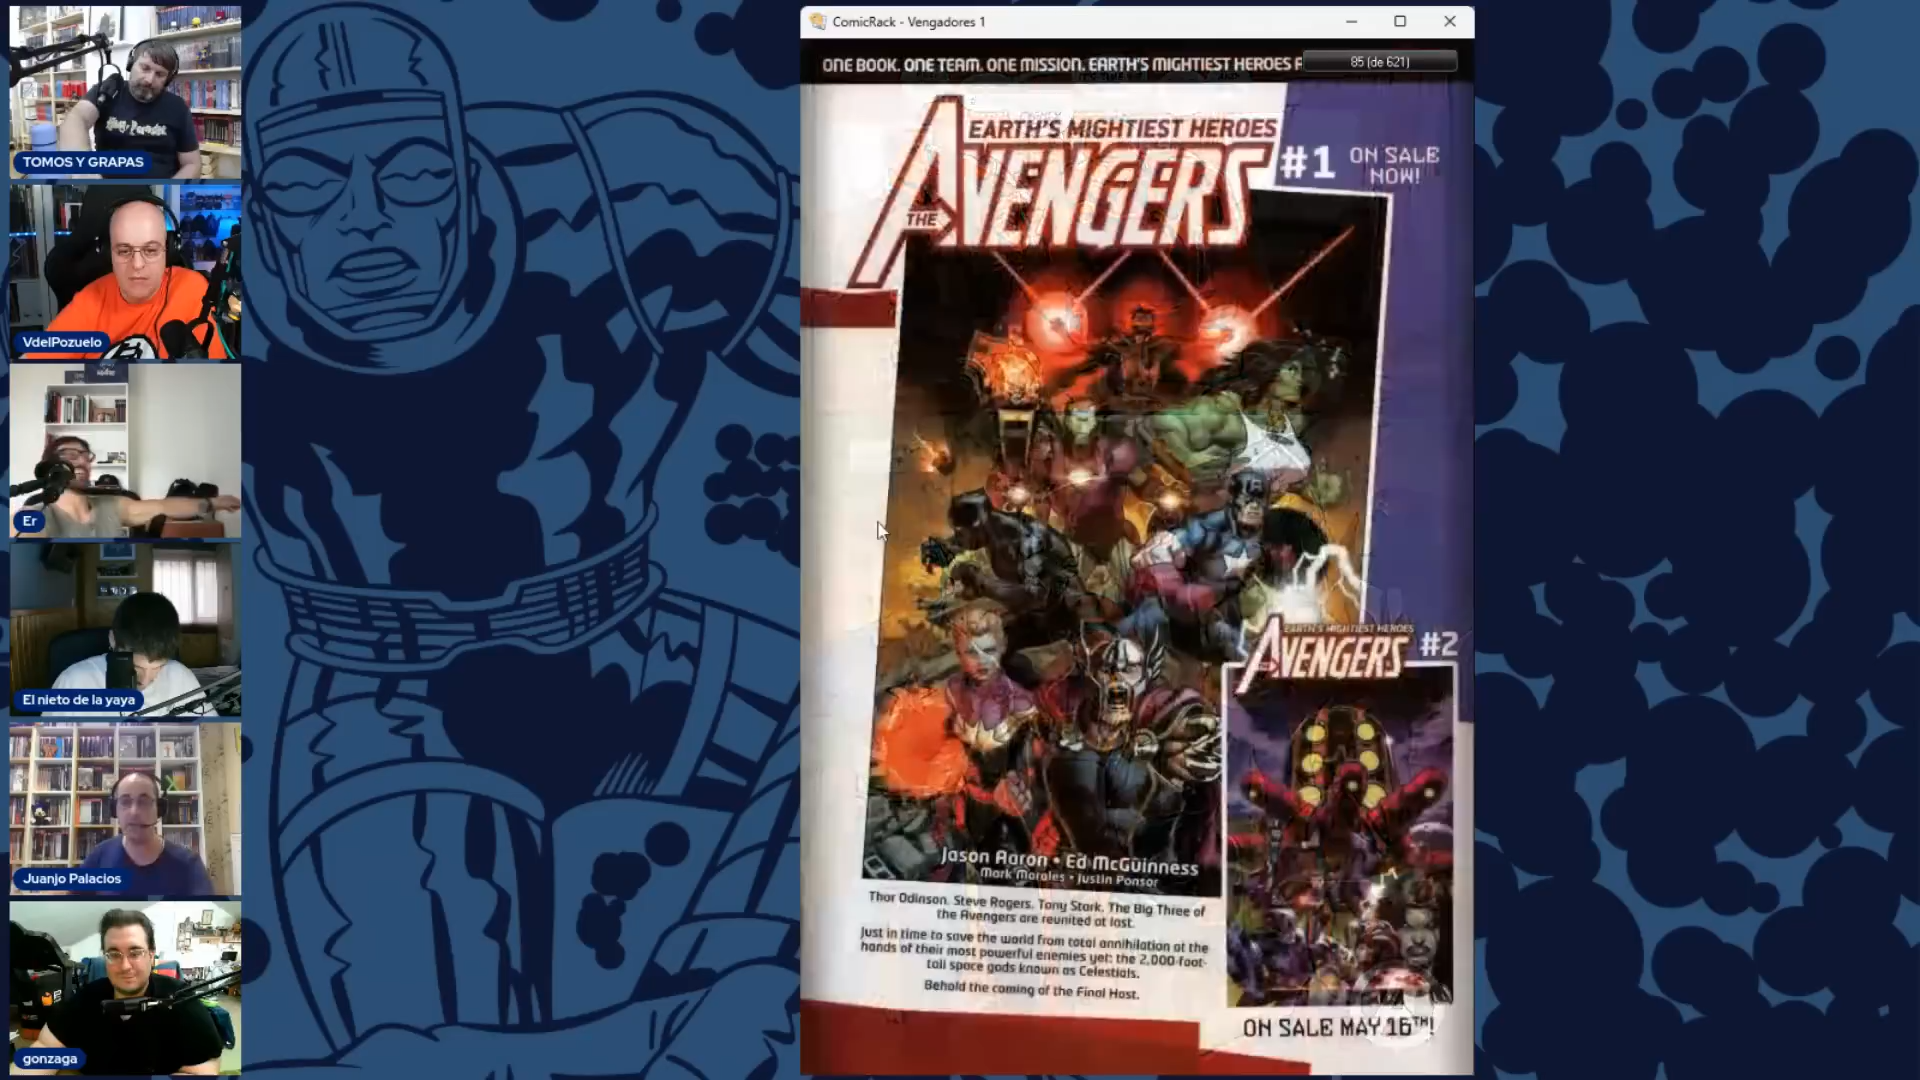 TOMOS Y GRAPAS
VdelPozuelo
Er
El nieto de la yaya
Juanjo Palacios
gonzaga
ComicRack - Vengadores 1
ONE BOOK. ONE TEAM. ONE MISSION. EARTH'S MIGHTIEST HEROES
85 (de 621)
EARTH'S MIGHTIEST HEROES
THE AVENGERS
#1
ON SALE
NOW!
EARTH'S MIGHTIEST HEROES
AVENGERS
#2
Jason Aaron • Ed McGuinness
Mark Morales • Justin Ponsor
Thor Odinson. Steve Rogers. Tony Stark. The Big Three of
the Avengers are reunited at last.
Just in time to save the world from total annihilation at the
hands of their most powerful enemies yet: the 2,000-foot-
tall space gods known as Celestials.
Behold the coming of the Final Host.
ON SALE MAY 16TH!